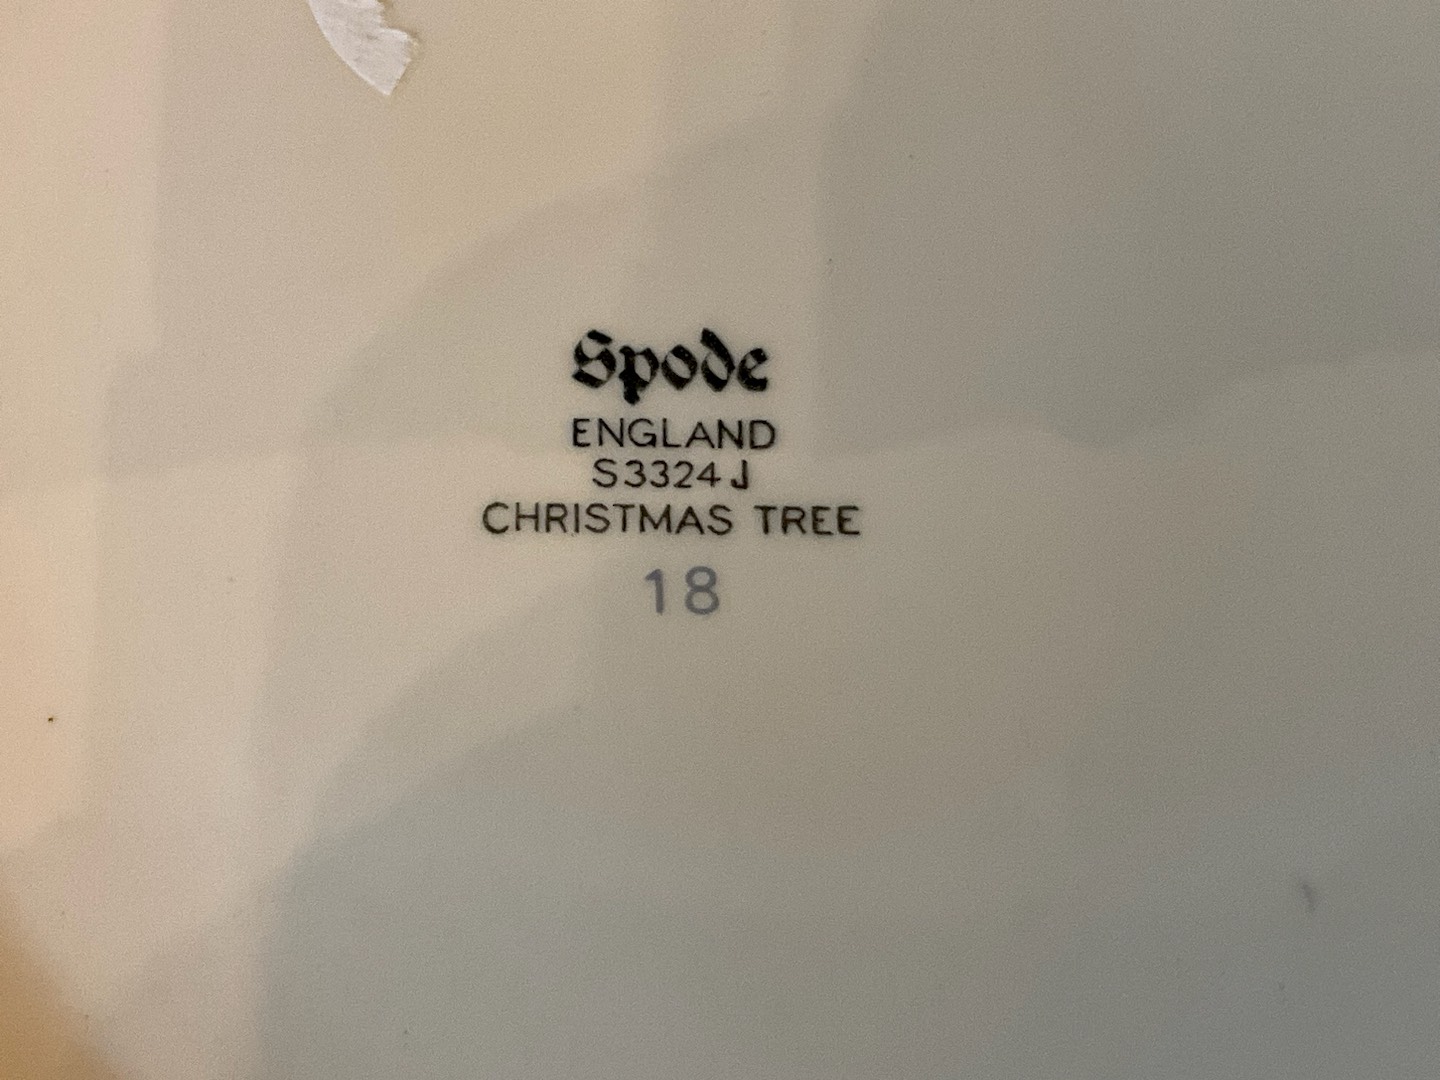 Spode
ENGLAND
S3324 J
CHRISTMAS TREE
18